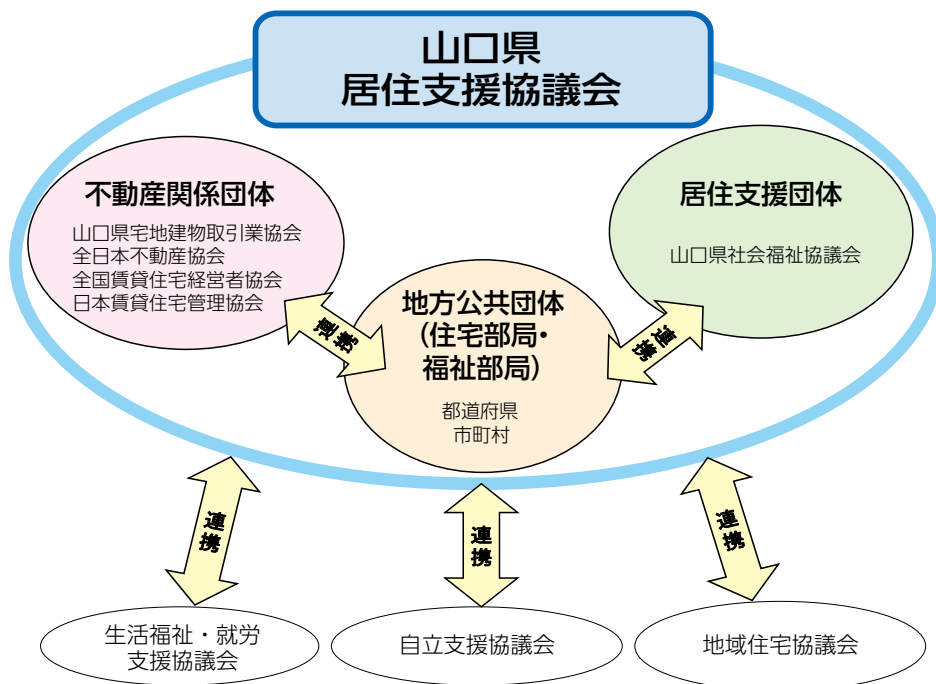 山口県
居住支援協議会
不動産関係団体
山口県宅地建物取引業協会
全日本不動産協会
全国賃貸住宅経営者協会
日本賃貸住宅管理協会
居住支援団体
山口県社会福祉協議会
地方公共団体
(住宅部局・
福祉部局)
都道府県
市町村
連携
連携
連携
連携
連携
生活福祉・就労
支援協議会
自立支援協議会
地域住宅協議会